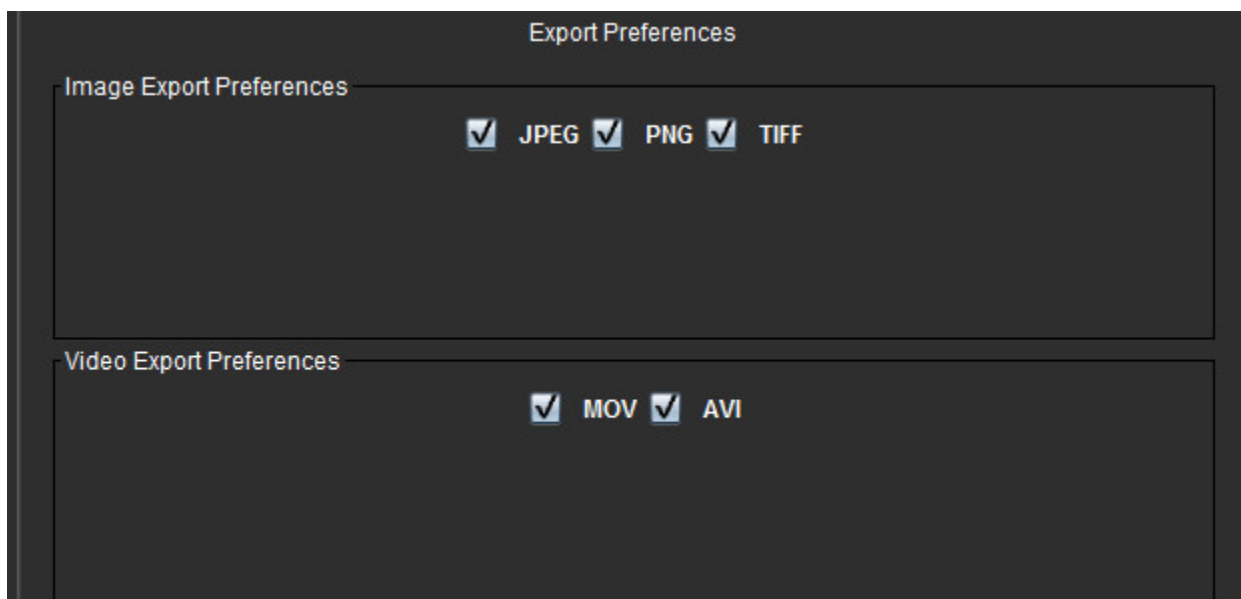 Export Preferences
Image Export Preferences
JPEG PNG TIFF
Video Export Preferences
MOV AVI